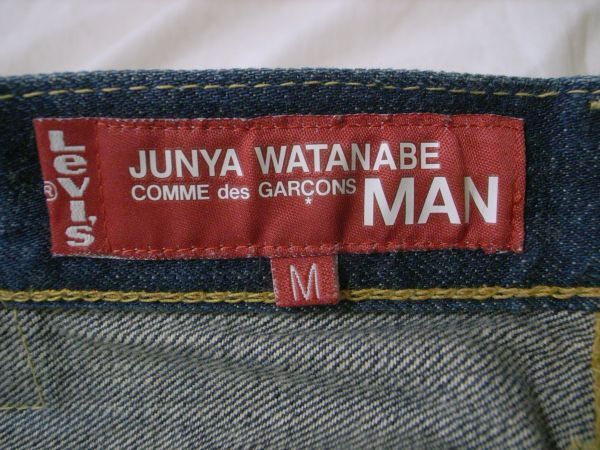 Levi's
®
JUNYA WATANABE
COMME des GARÇONS MAN
*
M